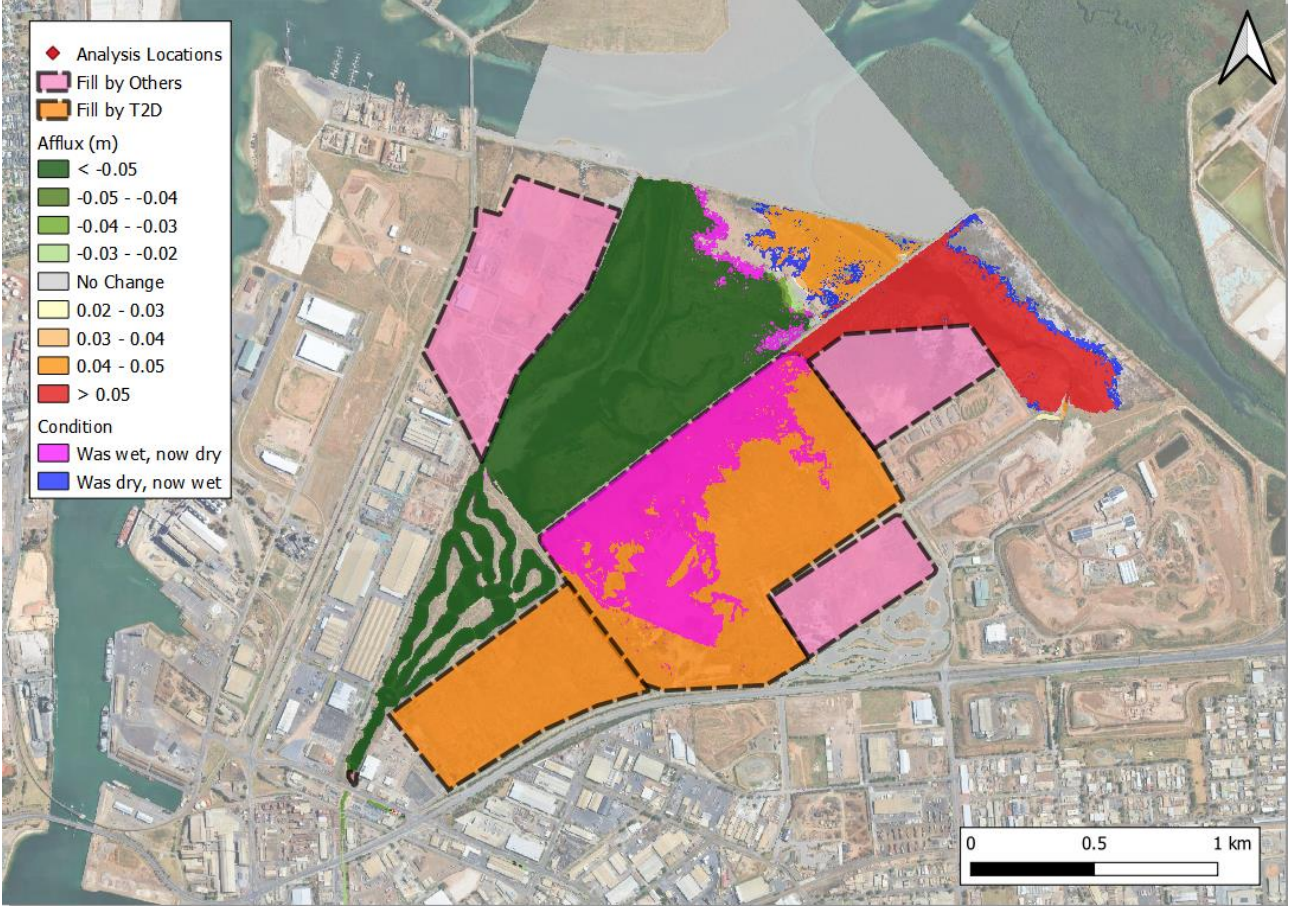 Analysis Locations
Fill by Others
Fill by T2D
Afflux (m)
< -0.05
-0.05 - -0.04
-0.04 - -0.03
-0.03 - -0.02
No Change
0.02 - 0.03
0.03 - 0.04
0.04 - 0.05
> 0.05
Condition
Was wet, now dry
Was dry, now wet
0 0.5 1 km